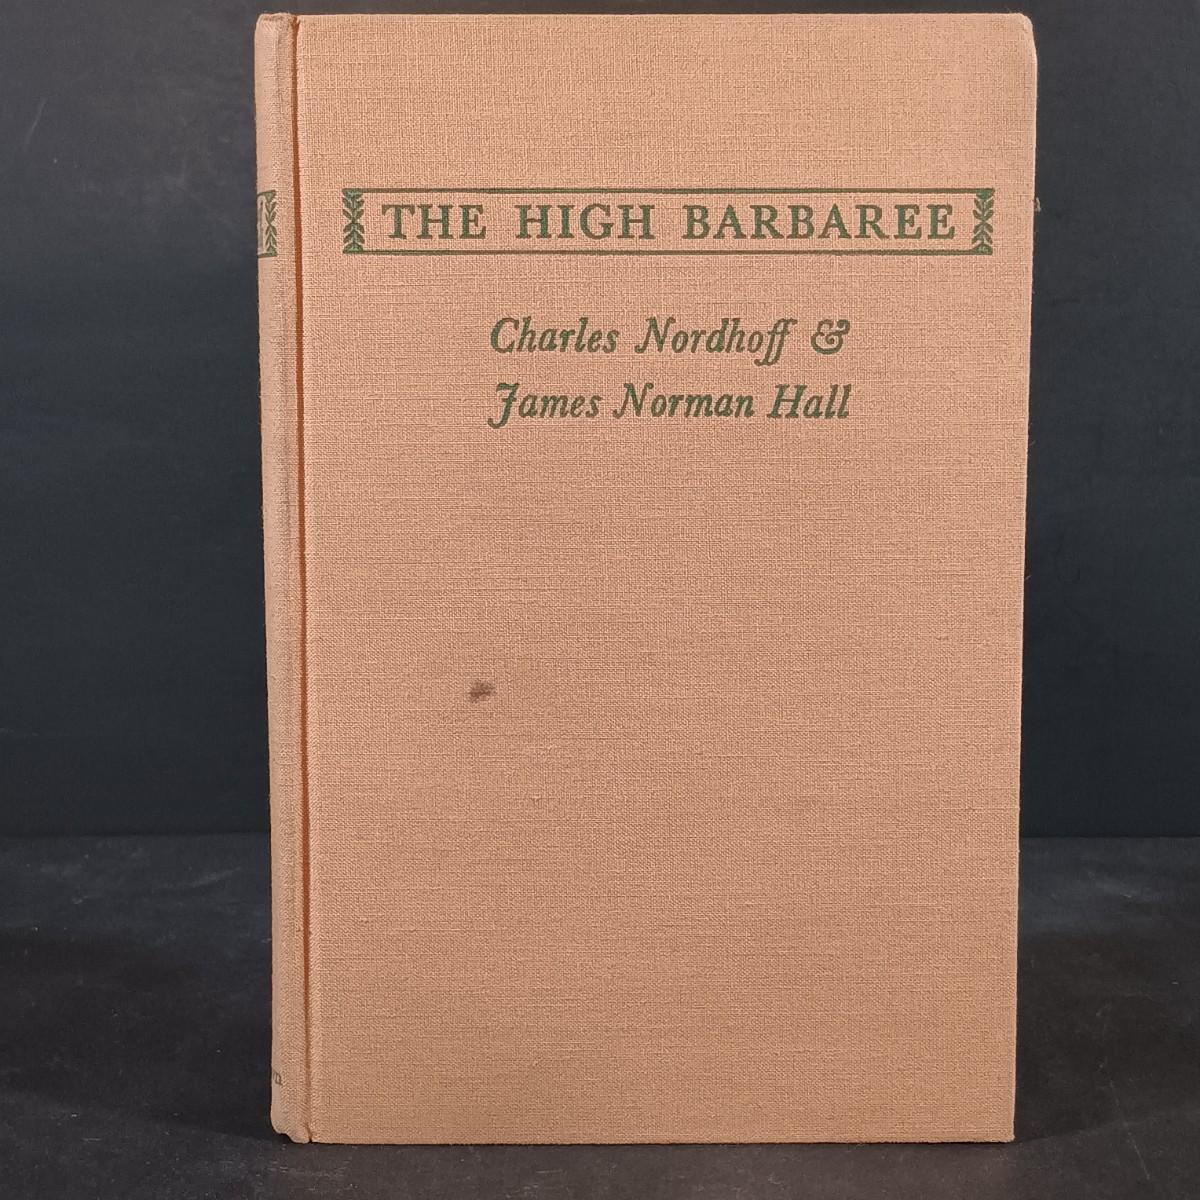 THE HIGH BARBAREE
Charles Nordhoff &
James Norman Hall